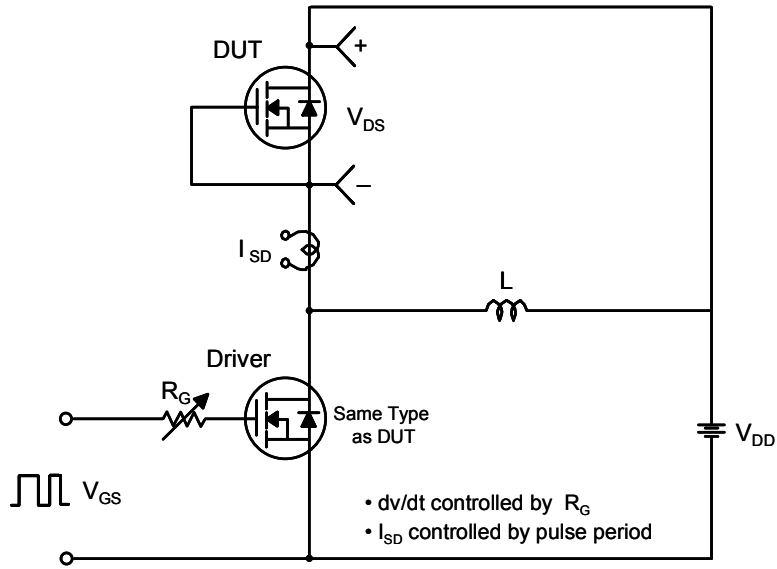 DUT
+
V_DS
–
I_SD
L
Driver
R_G
Same Type
as DUT
V_DD
V_GS
• dv/dt controlled by R_G
• I_SD controlled by pulse period